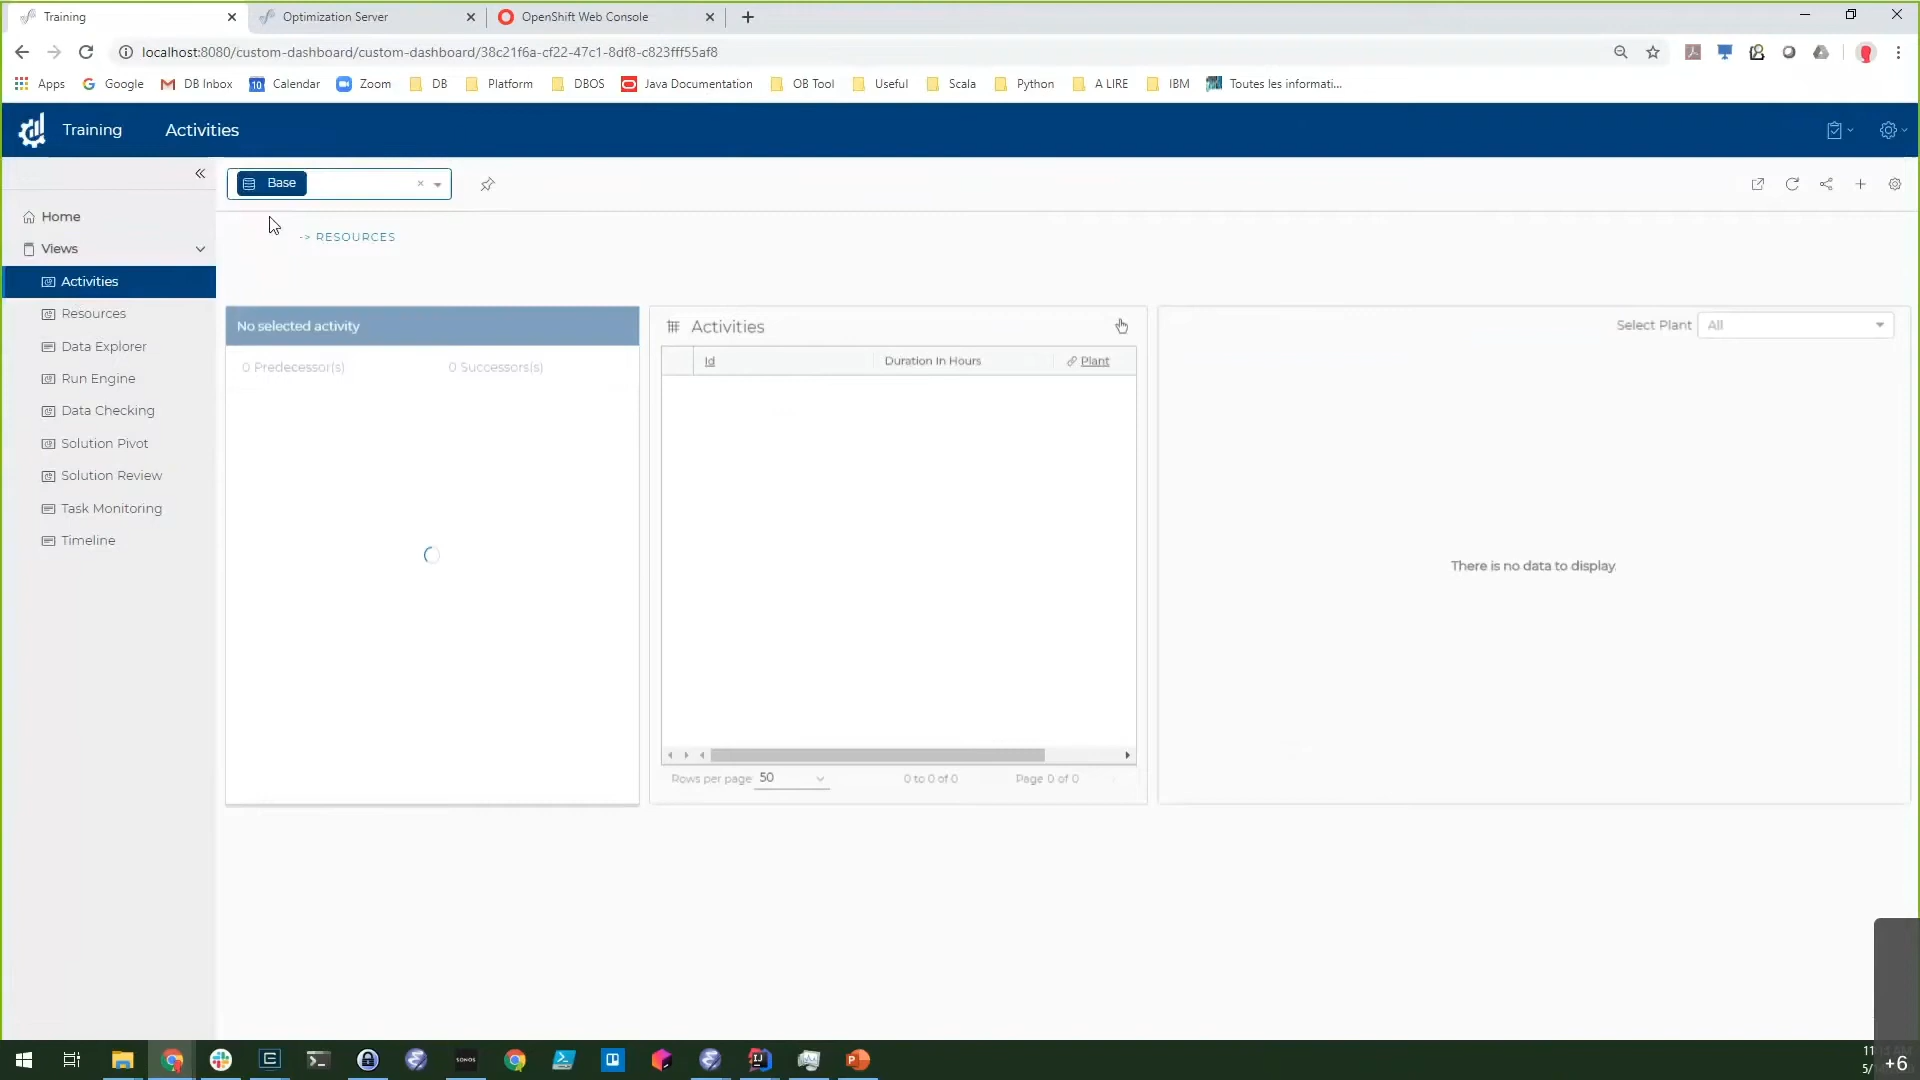 Training
Optimization Server
OpenShift Web Console
localhost:8080/custom-dashboard/custom-dashboard/38c21f6a-cf22-47c1-8df8-c823fff55af8
Apps Google DB Inbox 10 Calendar Zoom DB Platform DBOS Java Documentation OB Tool Useful Scala Python A LIRE IBM Toutes les informati...
Training Activities
Base
Home
-> RESOURCES
Views
Activities
Resources
Data Explorer
Run Engine
Data Checking
Solution Pivot
Solution Review
Task Monitoring
Timeline
No selected activity
0 Predecessor(s) 0 Successors(s)
Activities
Id Duration In Hours Plant
Rows per page 50 0 to 0 of 0 Page 0 of 0
Select Plant All
There is no data to display.
SONOS
+6